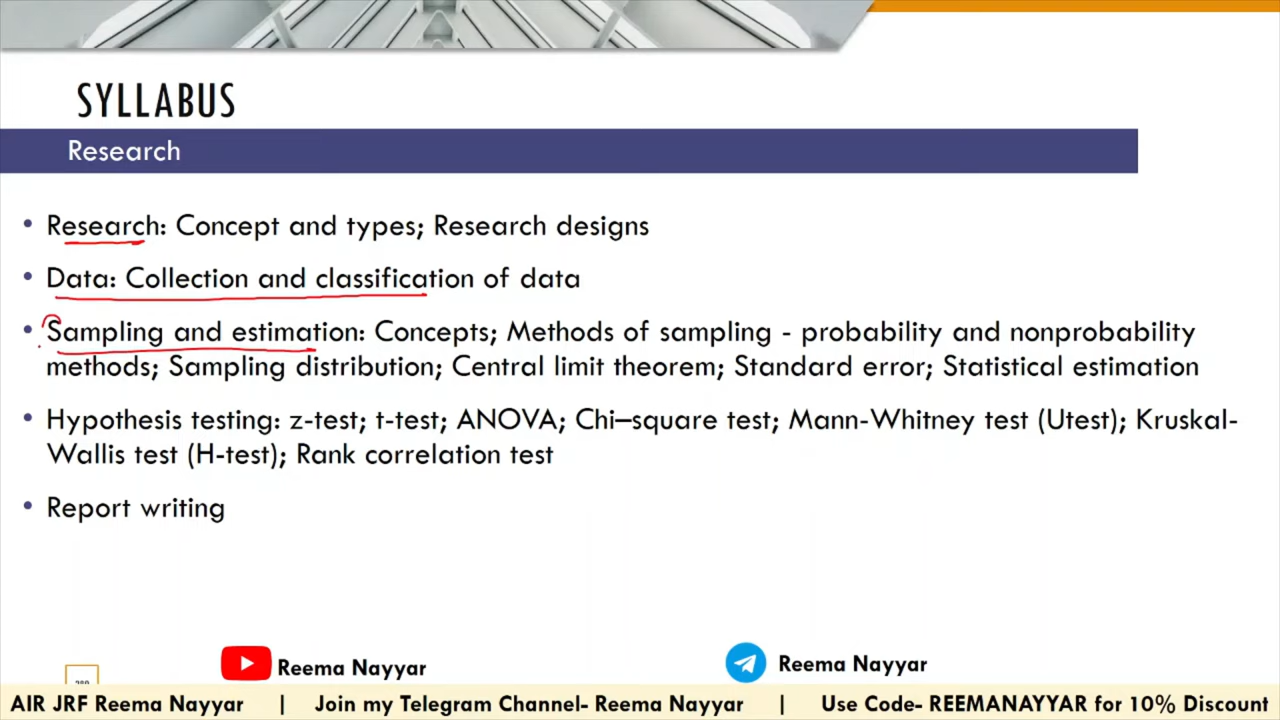 SYLLABUS
Research
• Research: Concept and types; Research designs
• Data: Collection and classification of data
• Sampling and estimation: Concepts; Methods of sampling - probability and nonprobability
methods; Sampling distribution; Central limit theorem; Standard error; Statistical estimation
• Hypothesis testing: z-test; t-test; ANOVA; Chi–square test; Mann-Whitney test (Utest); Kruskal-
Wallis test (H-test); Rank correlation test
• Report writing
Reema Nayyar
Reema Nayyar
AIR JRF Reema Nayyar | Join my Telegram Channel- Reema Nayyar | Use Code- REEMANAYYAR for 10% Discount